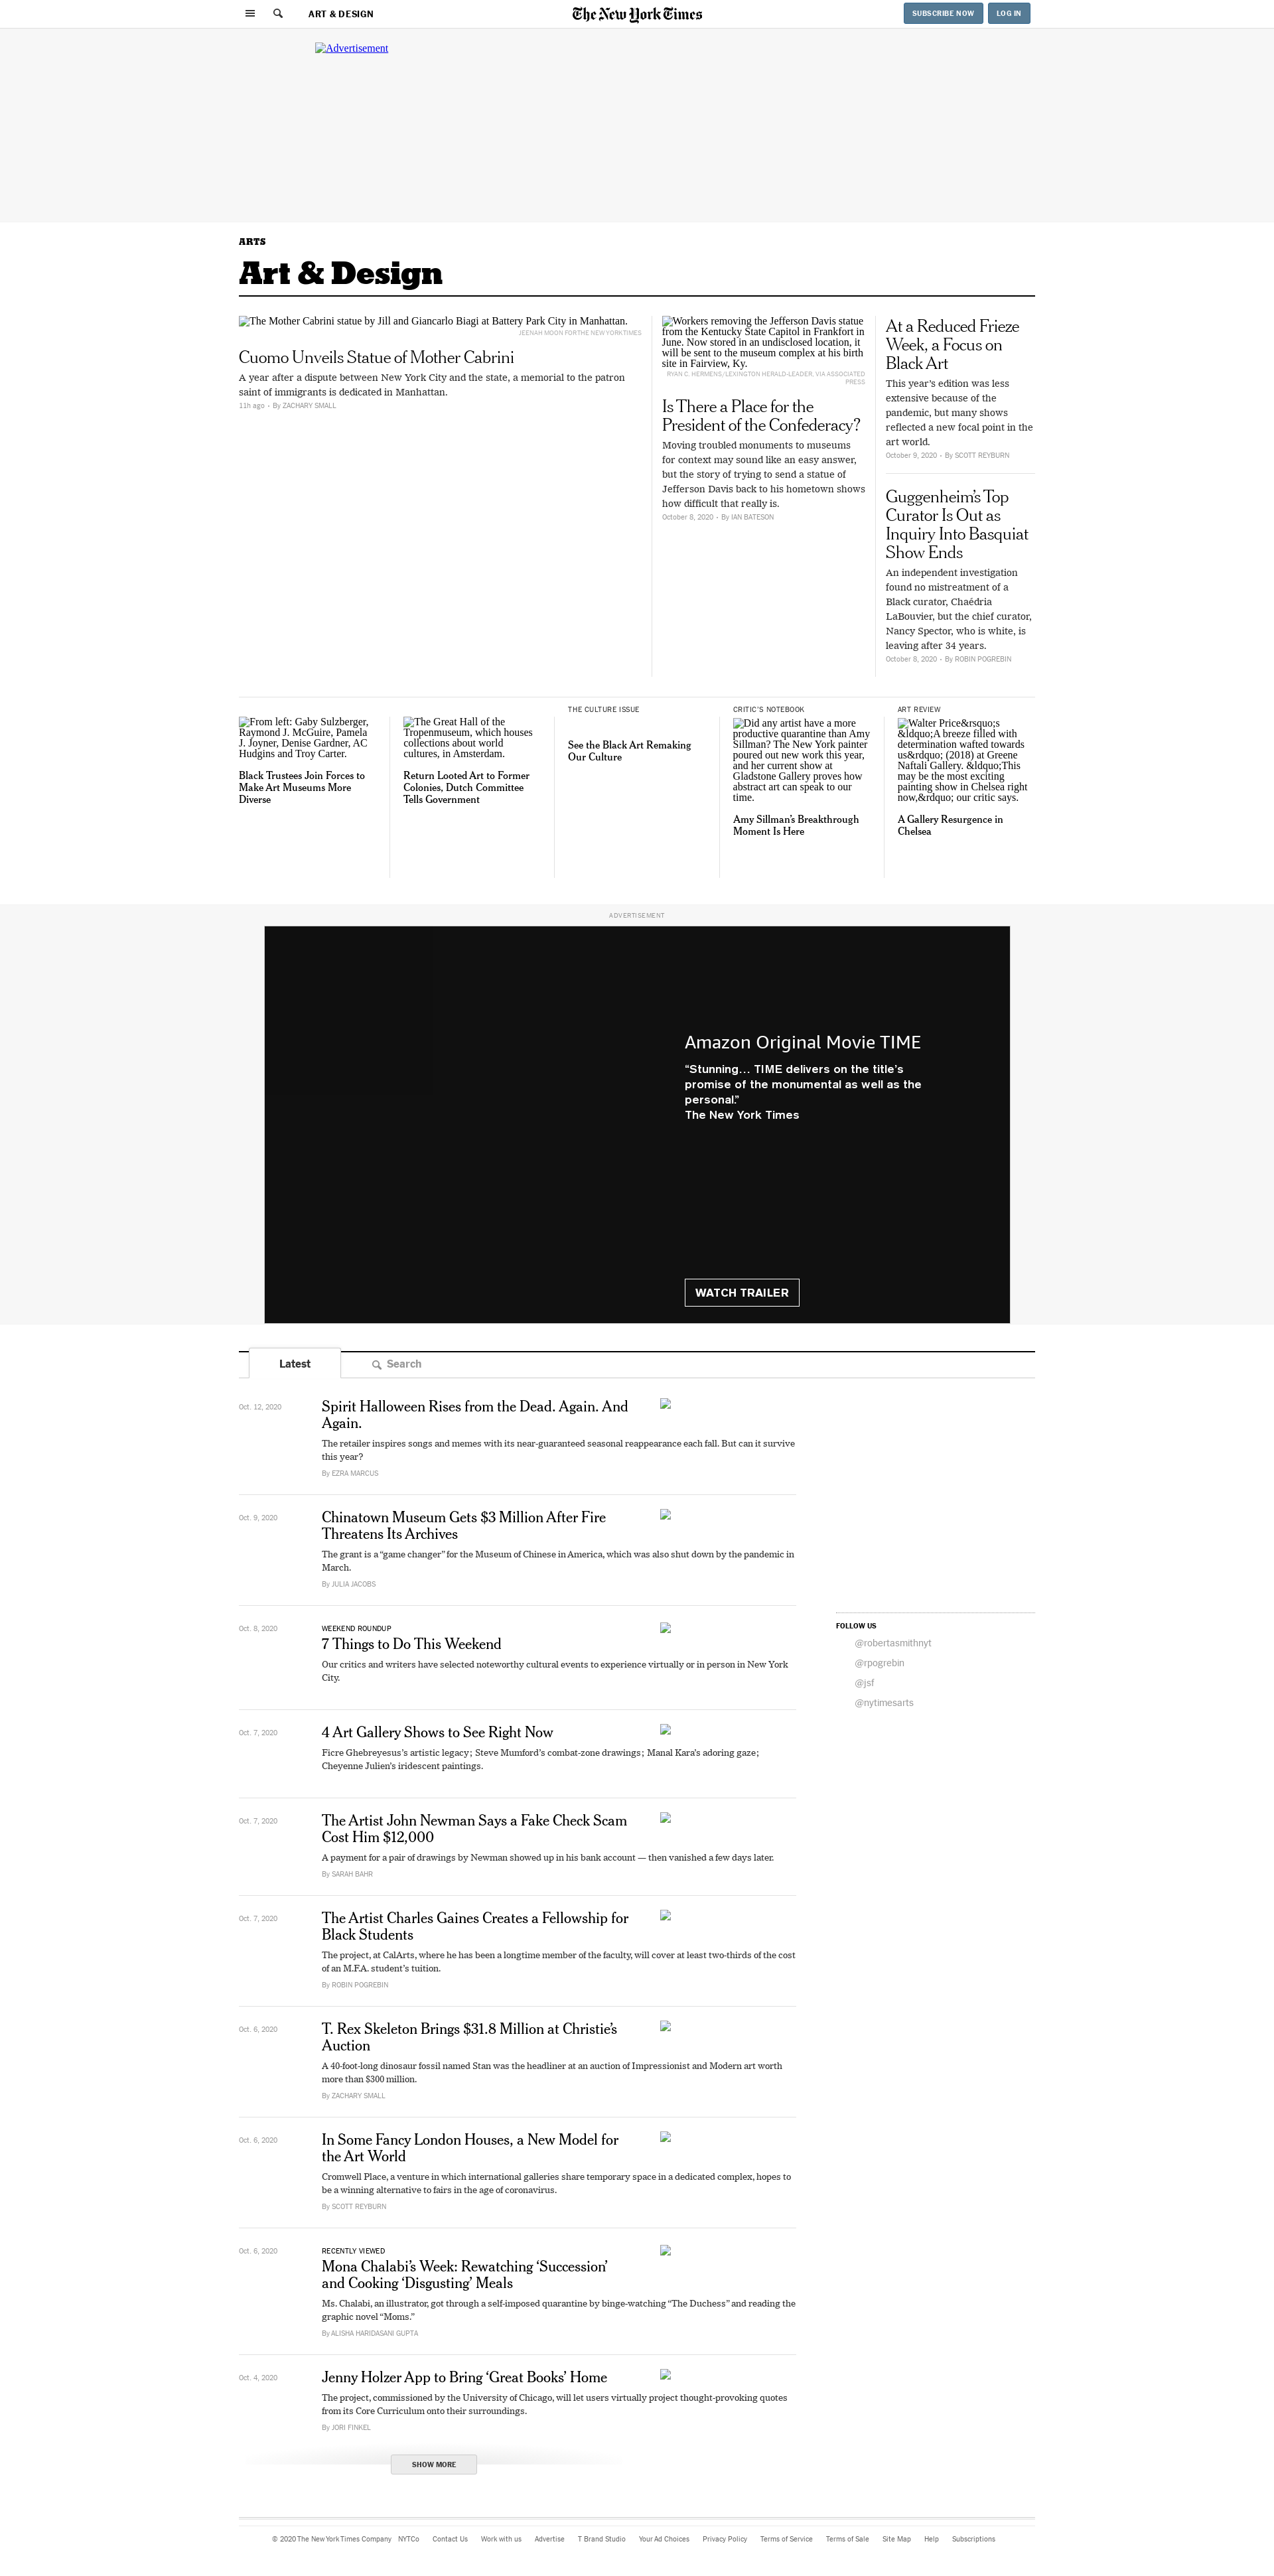 ART & DESIGN
The New York Times
SUBSCRIBE NOW
LOG IN
Advertisement
ARTS
Art & Design
The Mother Cabrini statue by Jill and Giancarlo Biagi at Battery Park City in Manhattan.
JEENAH MOON FOR THE NEW YORK TIMES
Cuomo Unveils Statue of Mother Cabrini
A year after a dispute between New York City and the state, a memorial to the patron
saint of immigrants is dedicated in Manhattan.
11h ago - By ZACHARY SMALL
Workers removing the Jefferson Davis statue
from the Kentucky State Capitol in Frankfort in
June. Now stored in an undisclosed location, it
will be sent to the museum complex at his birth
site in Fairview, Ky.
RYAN C. HERMENS/LEXINGTON HERALD-LEADER, VIA ASSOCIATED
PRESS
Is There a Place for the
President of the Confederacy?
Moving troubled monuments to museums
for context may sound like an easy answer,
but the story of trying to send a statue of
Jefferson Davis back to his hometown shows
how difficult that really is.
October 8, 2020 - By IAN BATESON
At a Reduced Frieze
Week, a Focus on
Black Art
This year’s edition was less
extensive because of the
pandemic, but many shows
reflected a new focal point in the
art world.
October 9, 2020 - By SCOTT REYBURN
Guggenheim’s Top
Curator Is Out as
Inquiry Into Basquiat
Show Ends
An independent investigation
found no mistreatment of a
Black curator, Chaédria
LaBouvier, but the chief curator,
Nancy Spector, who is white, is
leaving after 34 years.
October 8, 2020 - By ROBIN POGREBIN
From left: Gaby Sulzberger,
Raymond J. McGuire, Pamela
J. Joyner, Denise Gardner, AC
Hudgins and Troy Carter.
Black Trustees Join Forces to
Make Art Museums More
Diverse
The Great Hall of the
Tropenmuseum, which houses
collections about world
cultures, in Amsterdam.
Return Looted Art to Former
Colonies, Dutch Committee
Tells Government
THE CULTURE ISSUE
See the Black Art Remaking
Our Culture
CRITIC’S NOTEBOOK
Did any artist have a more
productive quarantine than Amy
Sillman? The New York painter
poured out new work this year,
and her current show at
Gladstone Gallery proves how
abstract art can speak to our
time.
Amy Sillman’s Breakthrough
Moment Is Here
ART REVIEW
Walter Price&rsquo;s
&ldquo;A breeze filled with
determination wafted towards
us&rdquo; (2018) at Greene
Naftali Gallery. &ldquo;This
may be the most exciting
painting show in Chelsea right
now,&rdquo; our critic says.
A Gallery Resurgence in
Chelsea
ADVERTISEMENT
Amazon Original Movie TIME
“Stunning… TIME delivers on the title’s
promise of the monumental as well as the
personal.”
The New York Times
WATCH TRAILER
Latest
Search
Oct. 12, 2020
Spirit Halloween Rises from the Dead. Again. And
Again.
The retailer inspires songs and memes with its near-guaranteed seasonal reappearance each fall. But can it survive
this year?
By EZRA MARCUS
Oct. 9, 2020
Chinatown Museum Gets $3 Million After Fire
Threatens Its Archives
The grant is a “game changer” for the Museum of Chinese in America, which was also shut down by the pandemic in
March.
By JULIA JACOBS
Oct. 8, 2020
WEEKEND ROUNDUP
7 Things to Do This Weekend
Our critics and writers have selected noteworthy cultural events to experience virtually or in person in New York
City.
Oct. 7, 2020
4 Art Gallery Shows to See Right Now
Ficre Ghebreyesus’s artistic legacy; Steve Mumford’s combat-zone drawings; Manal Kara’s adoring gaze;
Cheyenne Julien’s iridescent paintings.
Oct. 7, 2020
The Artist John Newman Says a Fake Check Scam
Cost Him $12,000
A payment for a pair of drawings by Newman showed up in his bank account — then vanished a few days later.
By SARAH BAHR
Oct. 7, 2020
The Artist Charles Gaines Creates a Fellowship for
Black Students
The project, at CalArts, where he has been a longtime member of the faculty, will cover at least two-thirds of the cost
of an M.F.A. student’s tuition.
By ROBIN POGREBIN
Oct. 6, 2020
T. Rex Skeleton Brings $31.8 Million at Christie’s
Auction
A 40-foot-long dinosaur fossil named Stan was the headliner at an auction of Impressionist and Modern art worth
more than $300 million.
By ZACHARY SMALL
Oct. 6, 2020
In Some Fancy London Houses, a New Model for
the Art World
Cromwell Place, a venture in which international galleries share temporary space in a dedicated complex, hopes to
be a winning alternative to fairs in the age of coronavirus.
By SCOTT REYBURN
Oct. 6, 2020
RECENTLY VIEWED
Mona Chalabi’s Week: Rewatching ‘Succession’
and Cooking ‘Disgusting’ Meals
Ms. Chalabi, an illustrator, got through a self-imposed quarantine by binge-watching “The Duchess” and reading the
graphic novel “Moms.”
By ALISHA HARIDASANI GUPTA
Oct. 4, 2020
Jenny Holzer App to Bring ‘Great Books’ Home
The project, commissioned by the University of Chicago, will let users virtually project thought-provoking quotes
from its Core Curriculum onto their surroundings.
By JORI FINKEL
SHOW MORE
FOLLOW US
@robertasmithnyt
@rpogrebin
@jsf
@nytimesarts
© 2020 The New York Times Company NYTCo Contact Us Work with us Advertise T Brand Studio Your Ad Choices Privacy Policy Terms of Service Terms of Sale Site Map Help Subscriptions